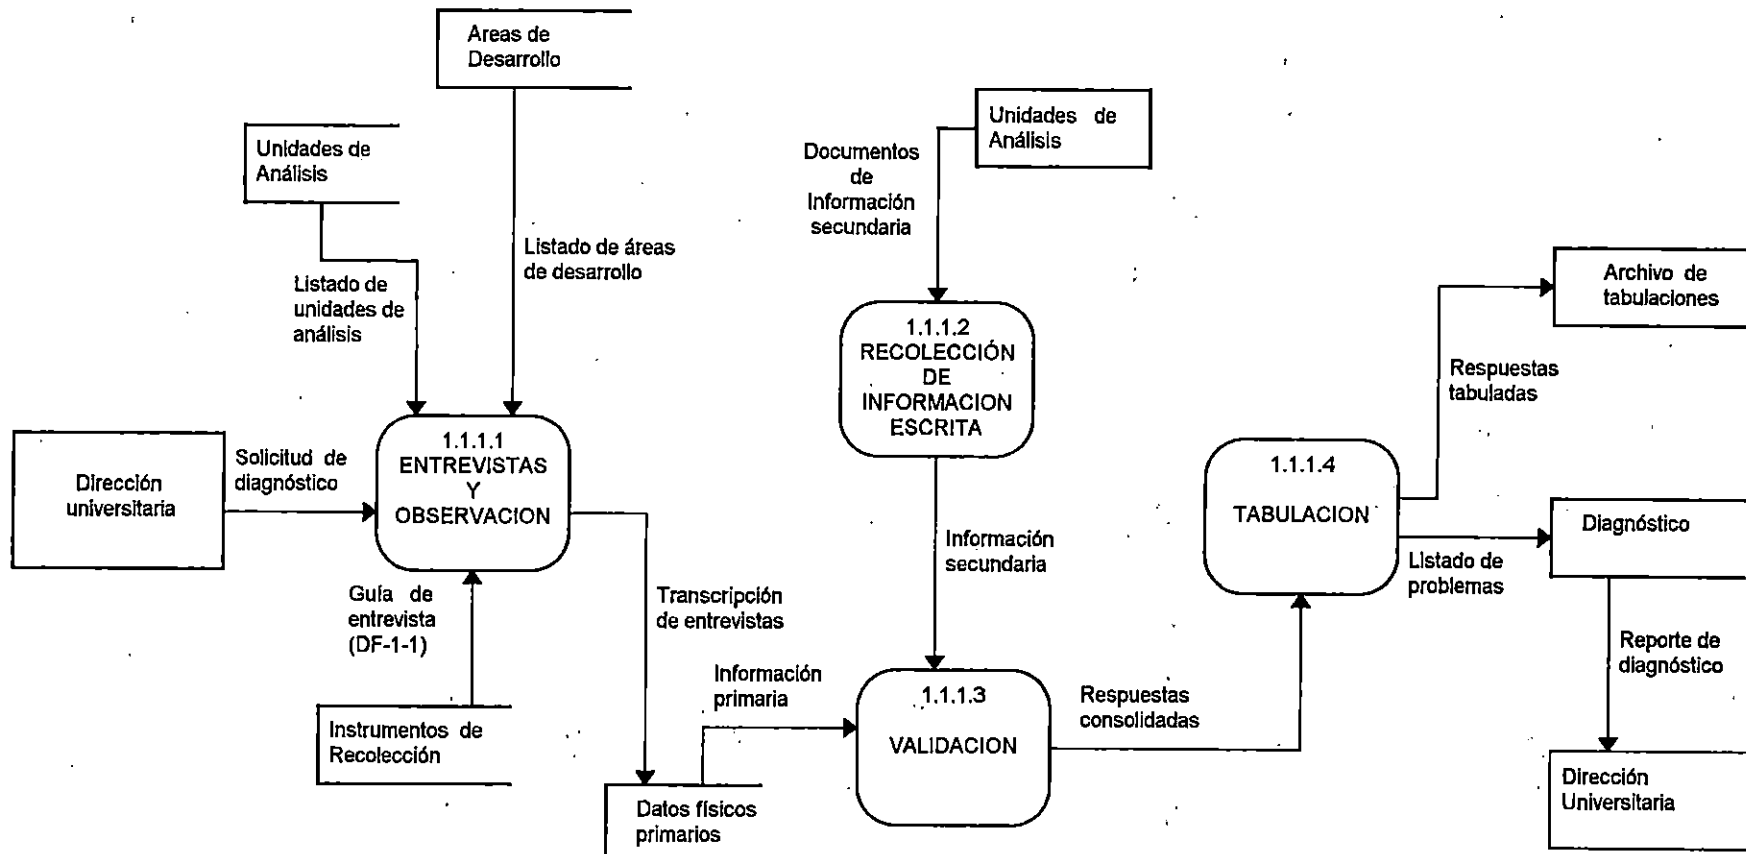 Areas de
Desarrollo
Unidades de
Análisis
Unidades de
Análisis
Documentos
de
Información
secundaria
Listado de áreas
de desarrollo
Listado de
unidades de
análisis
Archivo de
tabulaciones
1.1.1.2
RECOLECCIÓN
DE
INFORMACION
ESCRITA
Respuestas
tabuladas
Dirección
universitaria
Solicitud de
diagnóstico
1.1.1.1
ENTREVISTAS
Y
OBSERVACION
1.1.1.4
TABULACION
Diagnóstico
Información
secundaria
Listado de
problemas
Guía de
entrevista
(DF-1-1)
Transcripción
de entrevistas
Reporte de
diagnóstico
Información
primaria
1.1.1.3
VALIDACION
Respuestas
consolidadas
Instrumentos de
Recolección
Datos físicos
primarios
Dirección
Universitaria